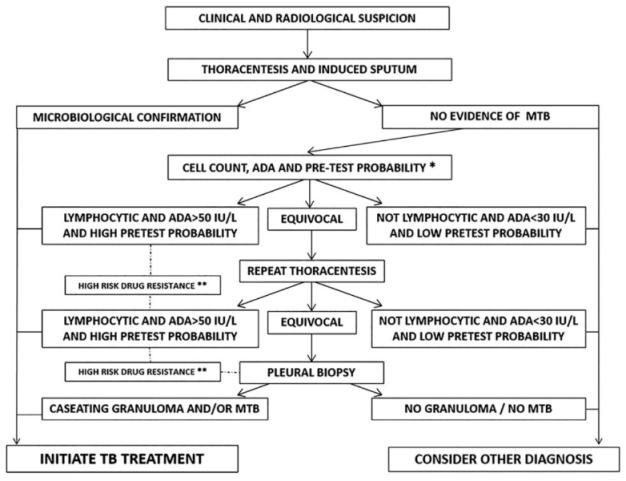 CLINICAL AND RADIOLOGICAL SUSPICION
THORACENTESIS AND INDUCED SPUTUM
MICROBIOLOGICAL CONFIRMATION
NO EVIDENCE OF MTB
CELL COUNT, ADA AND PRE-TEST PROBABILITY *
LYMPHOCYTIC AND ADA>50 IU/L
AND HIGH PRETEST PROBABILITY
EQUIVOCAL
NOT LYMPHOCYTIC AND ADA<30 IU/L
AND LOW PRETEST PROBABILITY
REPEAT THORACENTESIS
HIGH RISK DRUG RESISTANCE **
LYMPHOCYTIC AND ADA>50 IU/L
AND HIGH PRETEST PROBABILITY
EQUIVOCAL
NOT LYMPHOCYTIC AND ADA<30 IU/L
AND LOW PRETEST PROBABILITY
HIGH RISK DRUG RESISTANCE **
PLEURAL BIOPSY
CASEATING GRANULOMA AND/OR MTB
NO GRANULOMA / NO MTB
INITIATE TB TREATMENT
CONSIDER OTHER DIAGNOSIS